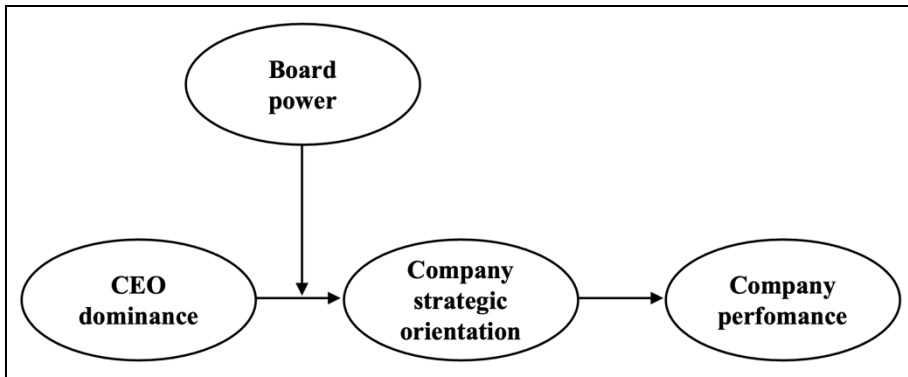 Board
power
CEO
dominance
Company
strategic
orientation
Company
perfomance